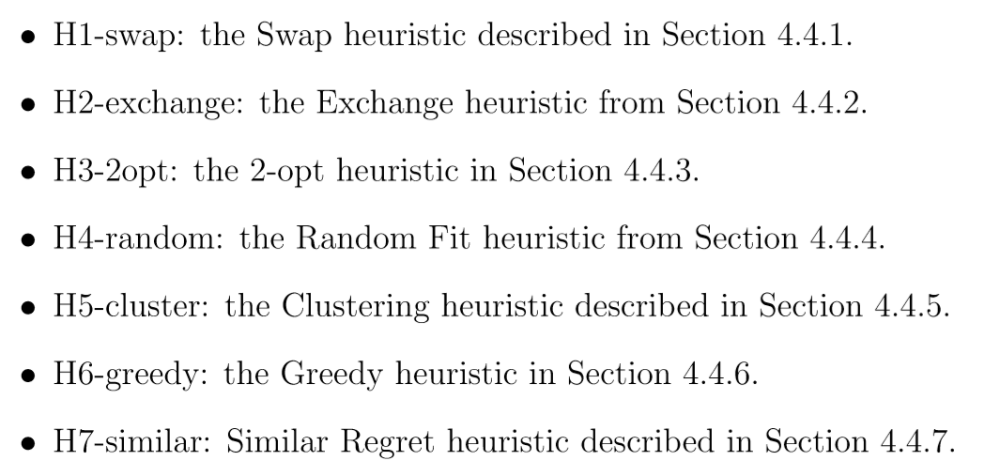 • H1-swap: the Swap heuristic described in Section 4.4.1.
• H2-exchange: the Exchange heuristic from Section 4.4.2.
• H3-2opt: the 2-opt heuristic in Section 4.4.3.
• H4-random: the Random Fit heuristic from Section 4.4.4.
• H5-cluster: the Clustering heuristic described in Section 4.4.5.
• H6-greedy: the Greedy heuristic in Section 4.4.6.
• H7-similar: Similar Regret heuristic described in Section 4.4.7.